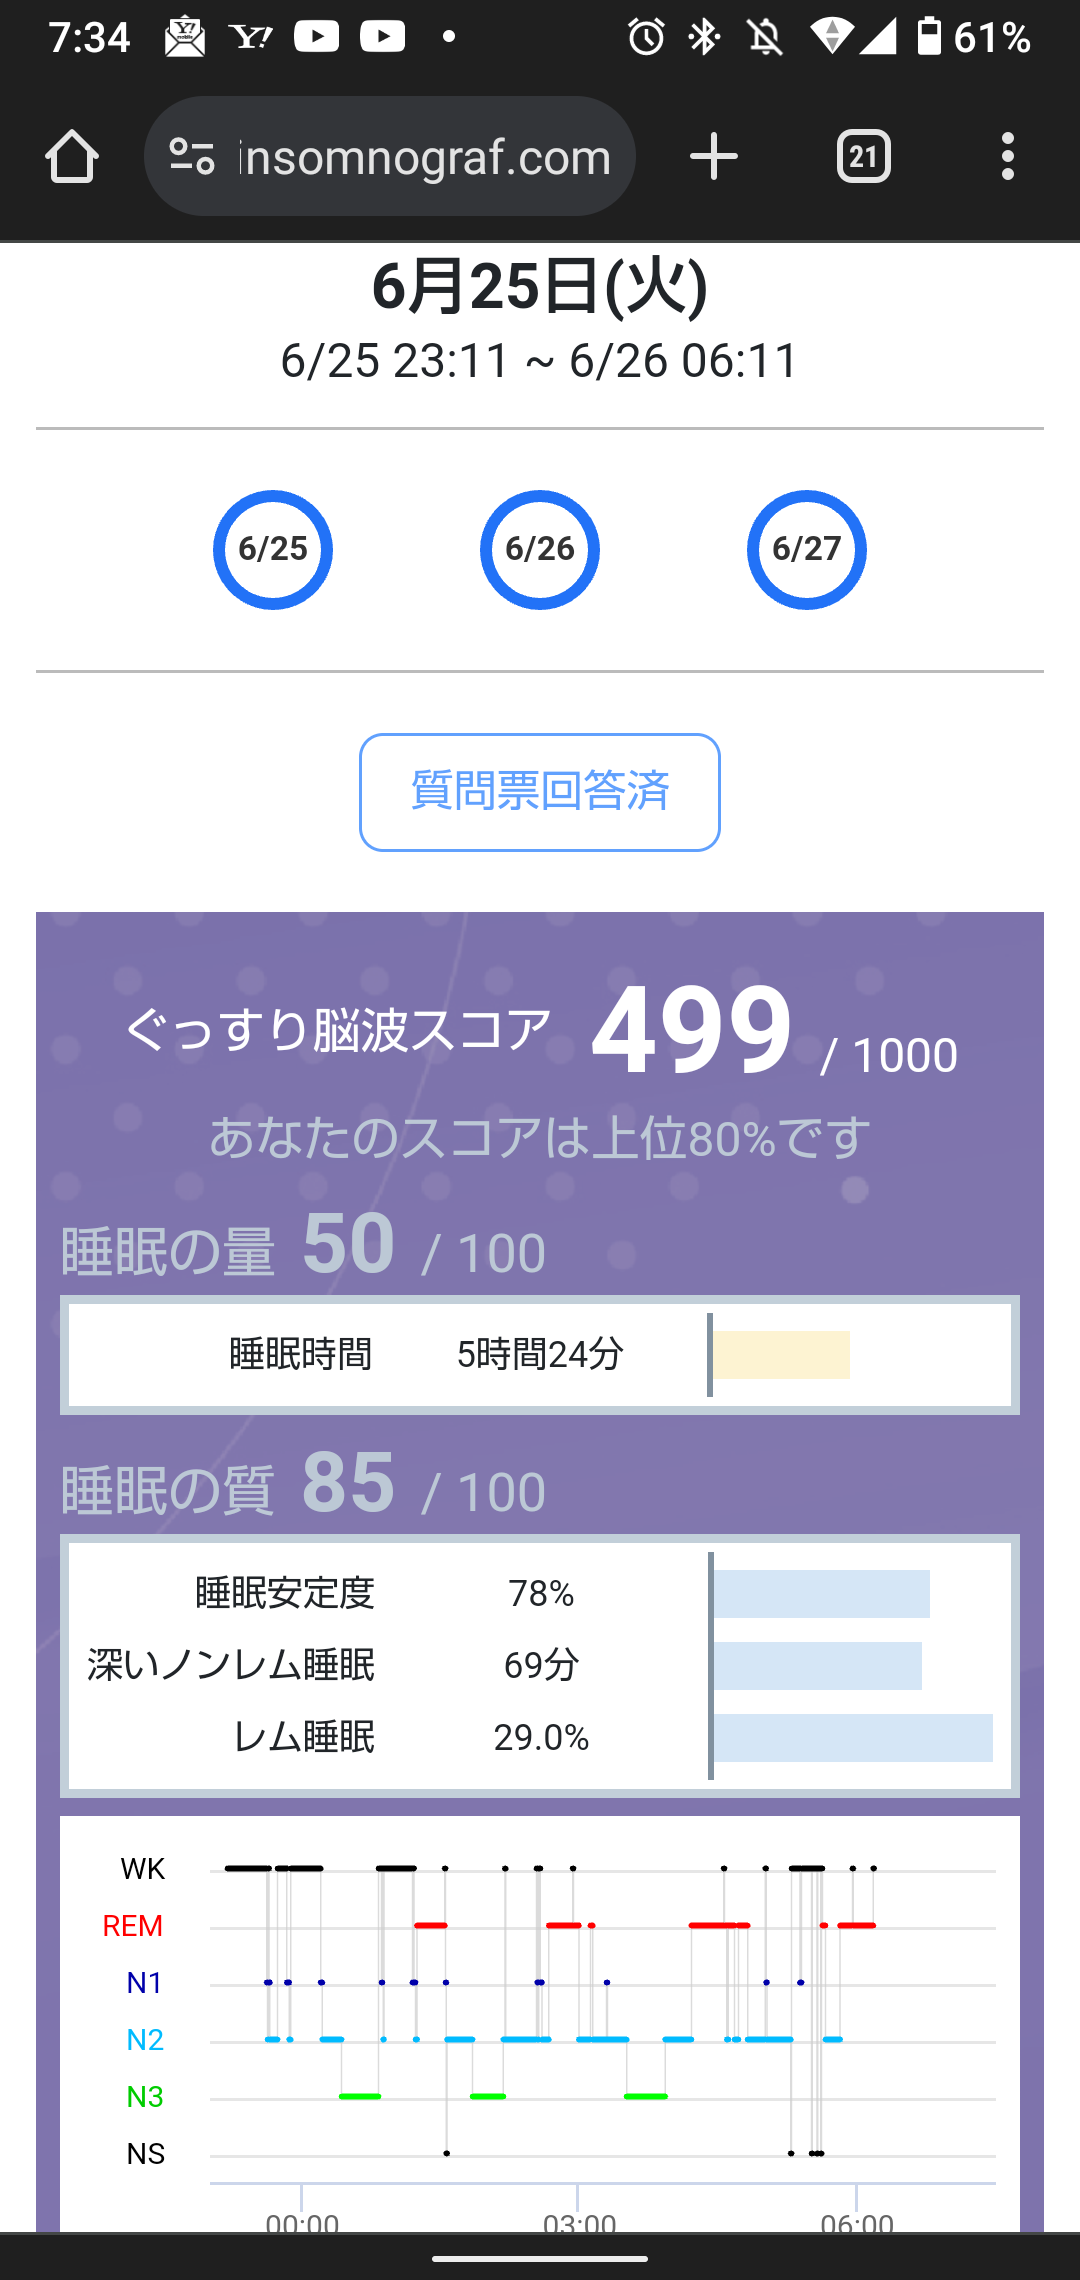 7:34
61%
insomnograf.com
21
6月25日(火)
6/25 23:11 ~ 6/26 06:11
6/25 6/26 6/27
質問票回答済
ぐっすり脳波スコア 499 / 1000
あなたのスコアは上位80%です
睡眠の量 50 / 100
睡眠時間 5時間24分
睡眠の質 85 / 100
睡眠安定度 78%
深いノンレム睡眠 69分
レム睡眠 29.0%
WK
REM
N1
N2
N3
NS
00:00 03:00 06:00